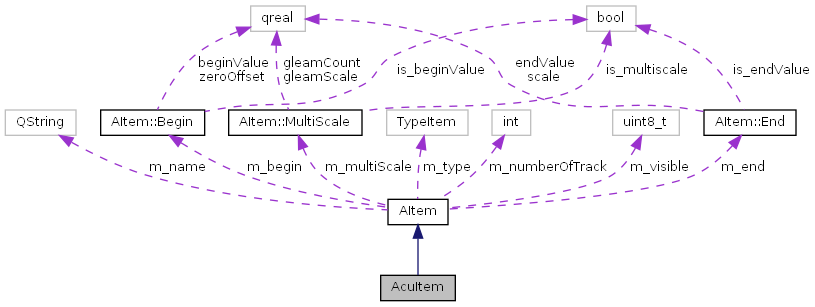 qreal
bool
beginValue
zeroOffset
gleamCount
gleamScale
is_beginValue
endValue
scale
is_multiscale
is_endValue
QString
AItem::Begin
AItem::MultiScale
TypeItem
int
uint8_t
AItem::End
m_name
m_begin
m_multiScale
m_type
m_numberOfTrack
m_visible
m_end
AItem
AcuItem